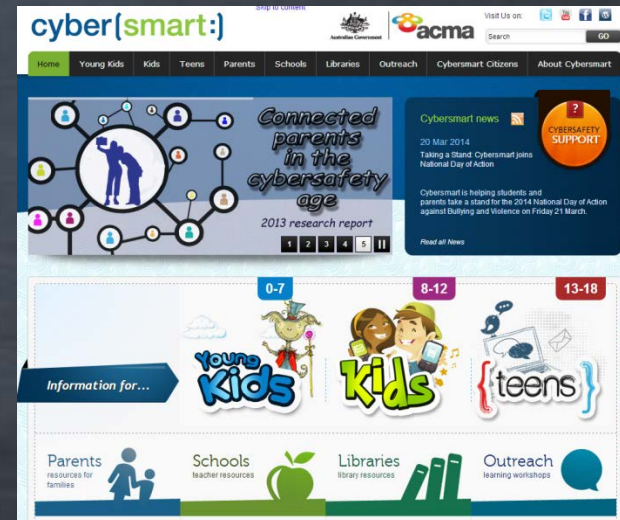 Skip to content
cyber(smart:)
Australian Government
acma
Visit Us on:
Search
GO
Home Young Kids Kids Teens Parents Schools Libraries Outreach Cybersmart Citizens About Cybersmart
Connected
parents
in the
cybersafety
age
2013 research report
1 2 3 4 5
Cybersmart news
20 Mar 2014
Taking a Stand: Cybersmart joins
National Day of Action
Cybersmart is helping students and
parents take a stand for the 2014 National Day of Action
against Bullying and Violence on Friday 21 March.
Read all News
?
CYBERSAFETY
SUPPORT
Information for...
0-7
Young
Kids
8-12
Kids
13-18
{teens}
Parents
resources for
families
Schools
teacher resources
Libraries
library resources
Outreach
learning workshops